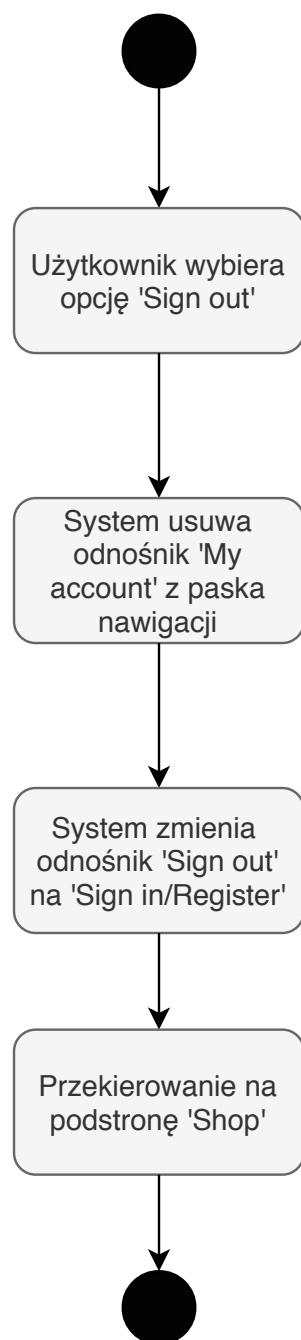 Użytkownik wybiera
opcję 'Sign out'
System usuwa
odnośnik 'My
account' z paska
nawigacji
System zmienia
odnośnik 'Sign out'
na 'Sign in/Register'
Przekierowanie na
podstronę 'Shop'